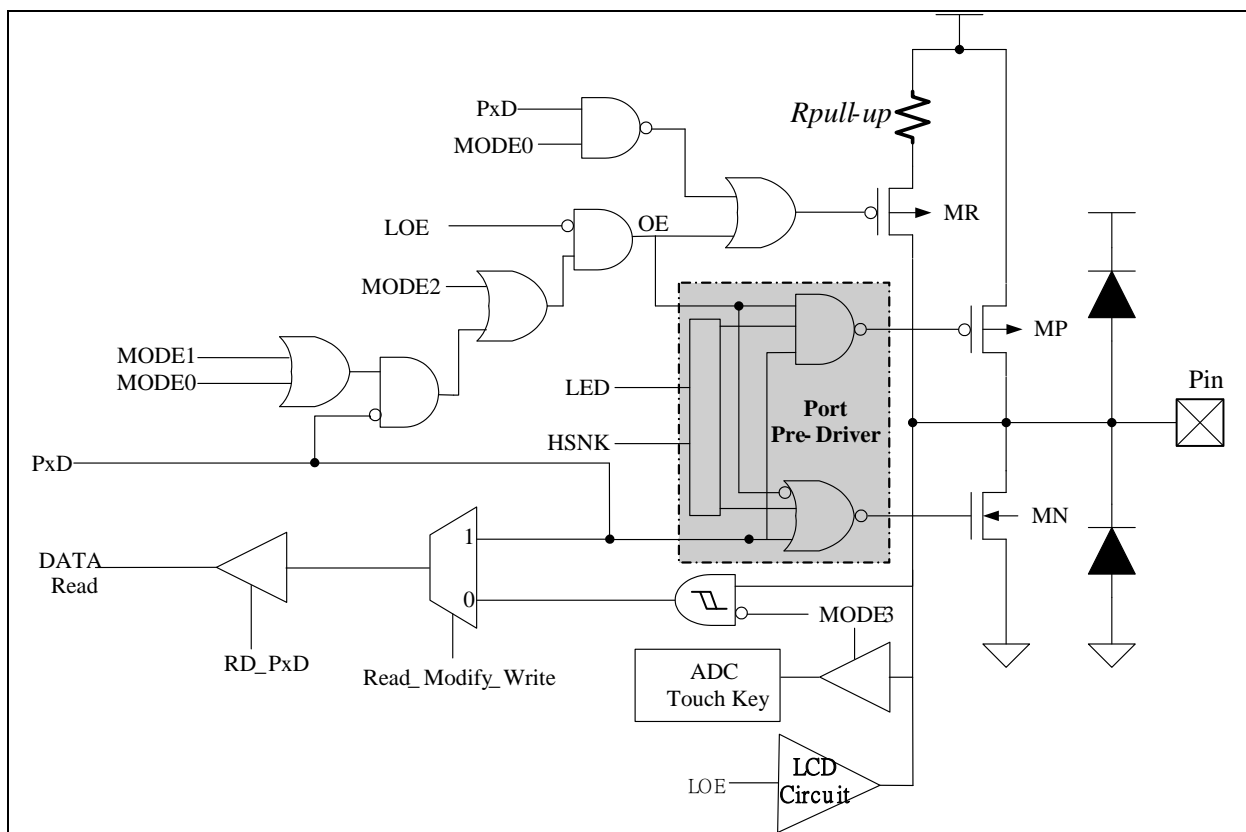 Rpull-up
PxD
MODE0
MR
LOE
OE
MODE2
MP
MODE1
MODE0
LED
Port
Pre-Driver
Pin
HSNK
PxD
MN
1
DATA
Read
0
MODE3
RD_PxD
Read_Modify_Write
ADC
Touch Key
LCD
Circuit
LOE